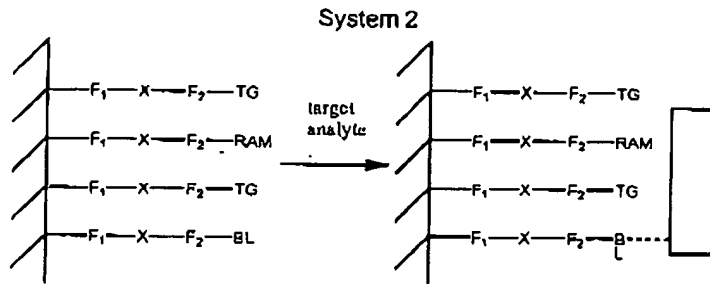 System 2
F₁—X—F₂—TG
F₁—X—F₂—RAM
F₁—X—F₂—TG
F₁—X—F₂—BL
target
analyte
F₁—X—F₂—TG
F₁—X—F₂—RAM
F₁—X—F₂—TG
F₁—X—F₂—B
L